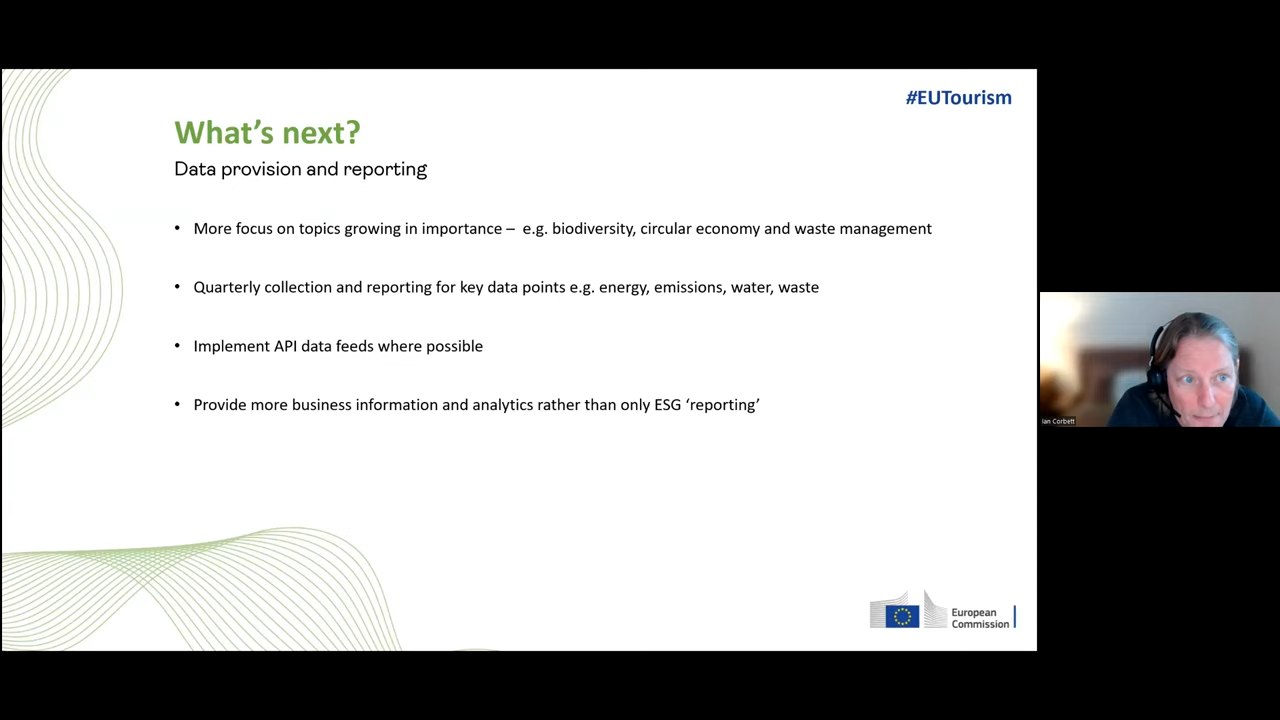 #EUTourism
What’s next?
Data provision and reporting
• More focus on topics growing in importance – e.g. biodiversity, circular economy and waste management
• Quarterly collection and reporting for key data points e.g. energy, emissions, water, waste
• Implement API data feeds where possible
• Provide more business information and analytics rather than only ESG ‘reporting’
Ian Corbett
European
Commission